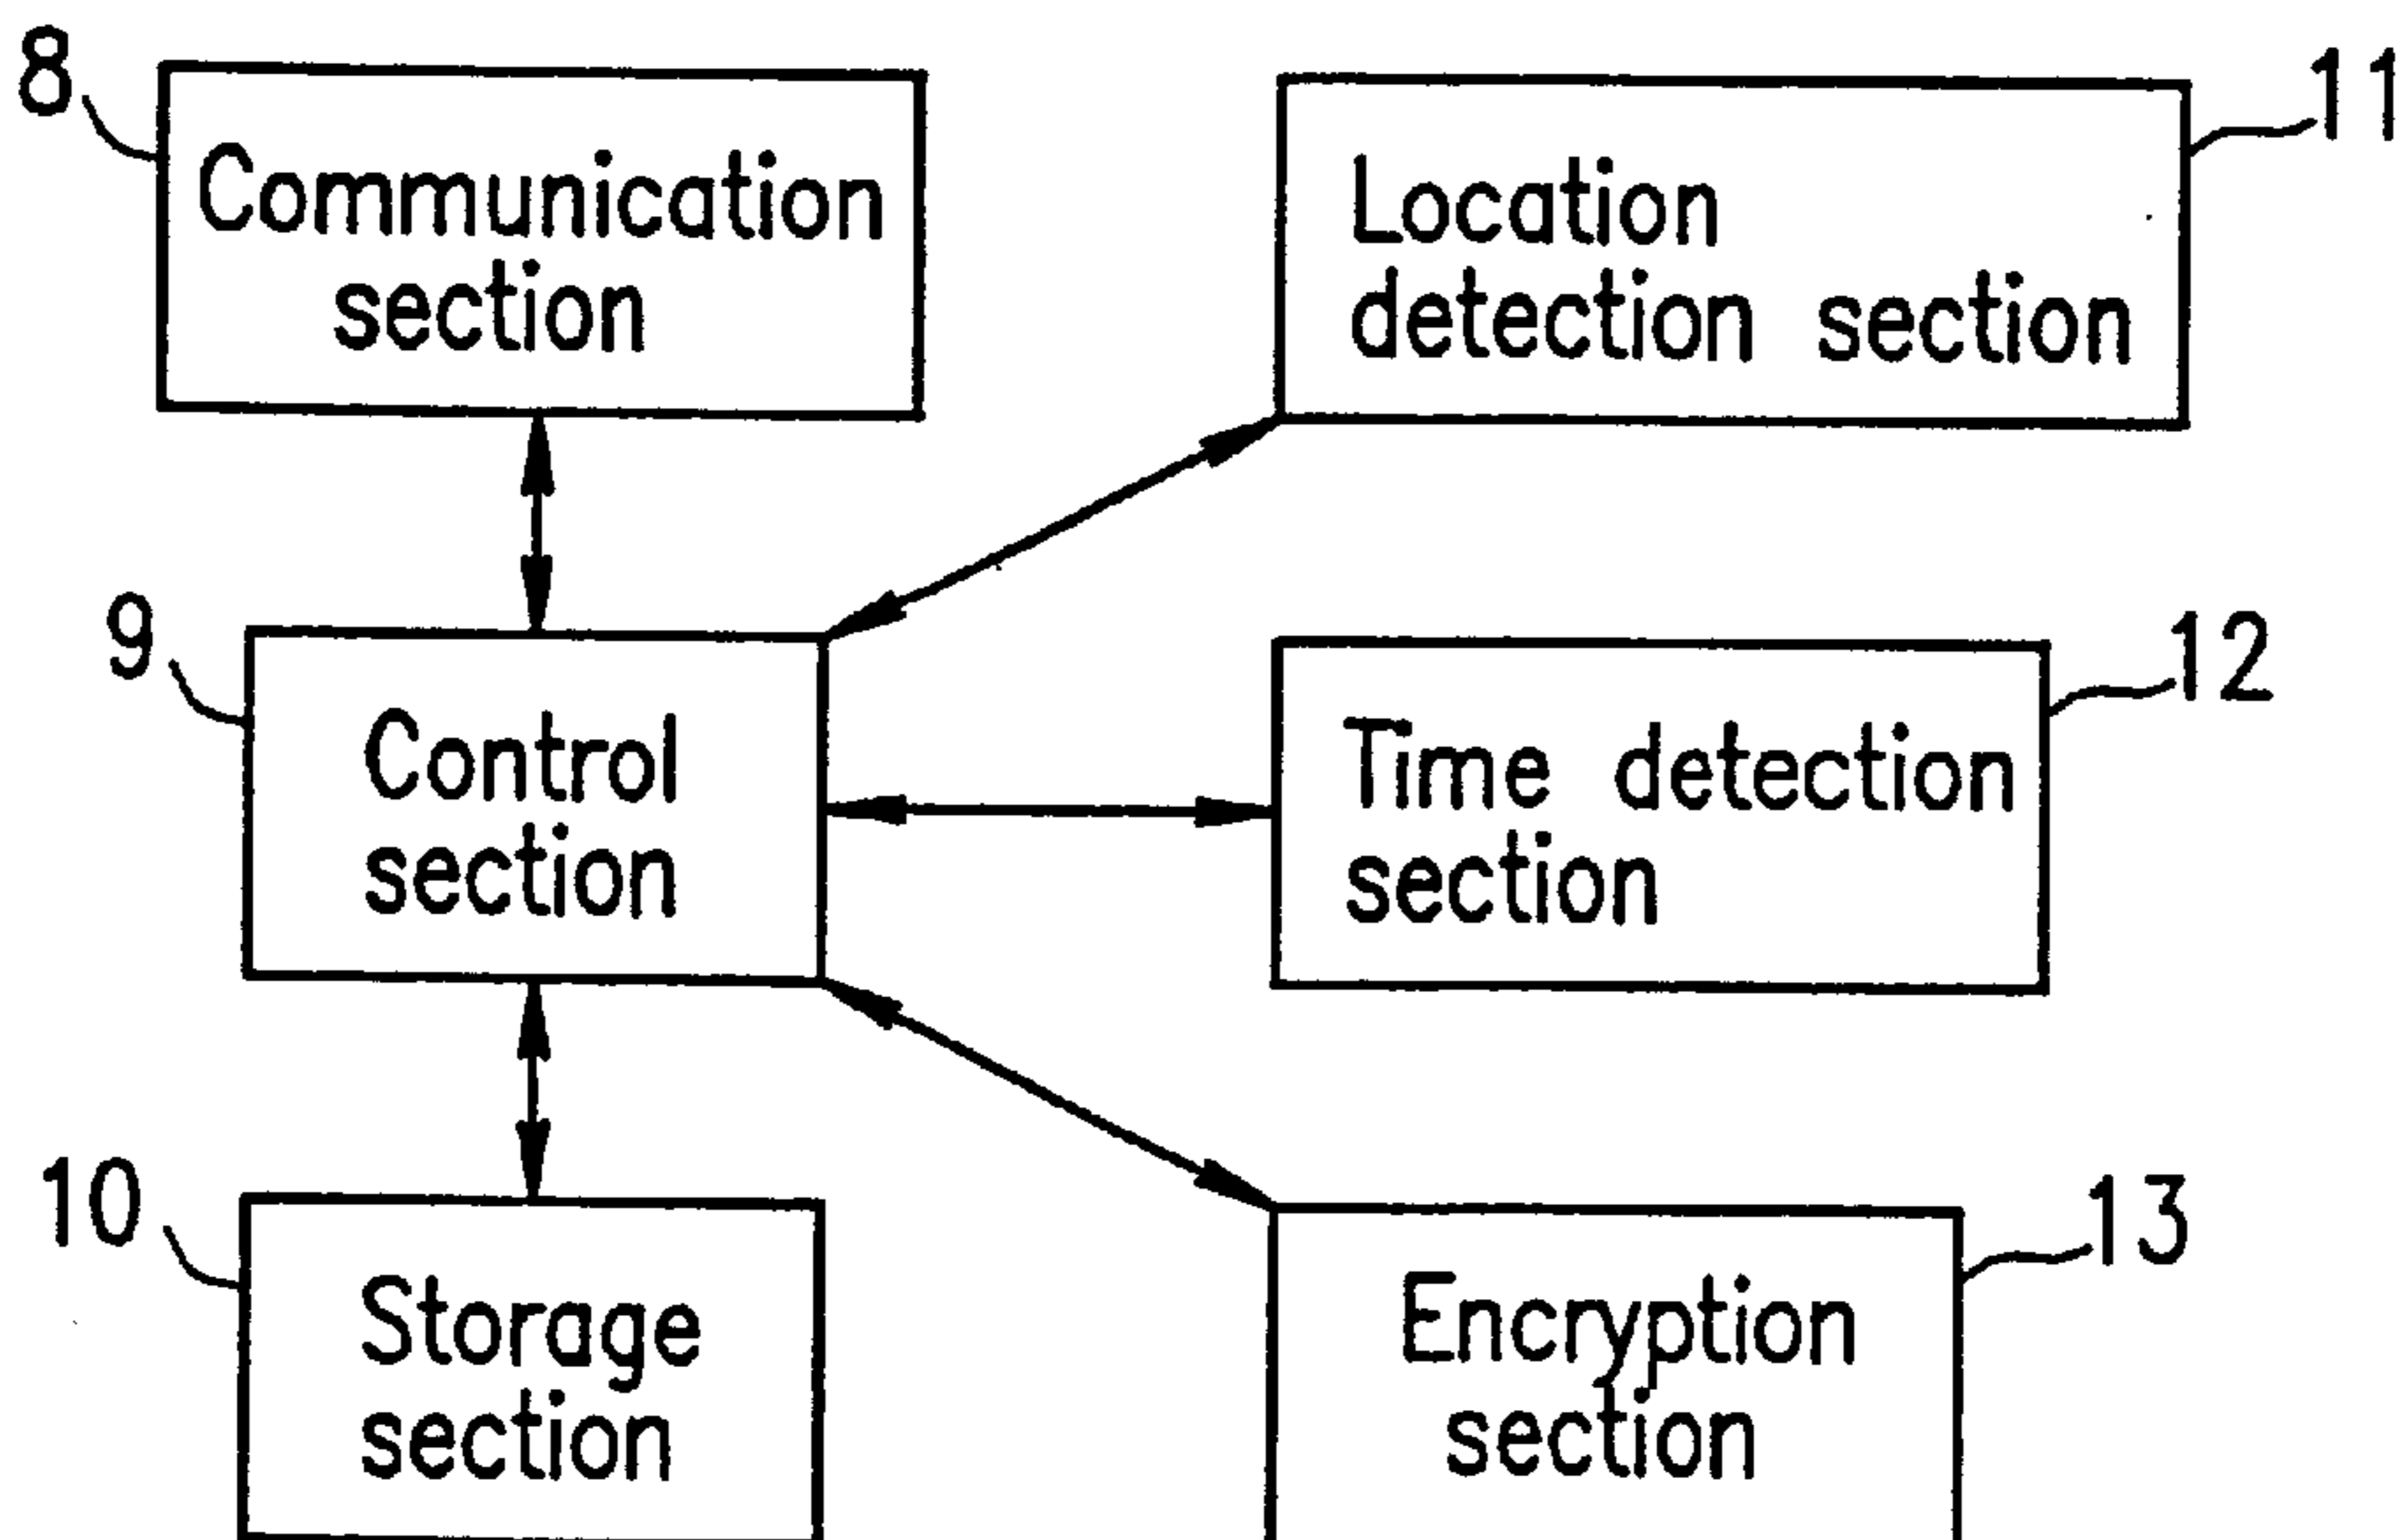 8
Communication
section
11
Location
detection section
9
Control
section
12
Time detection
section
10
Storage
section
13
Encryption
section